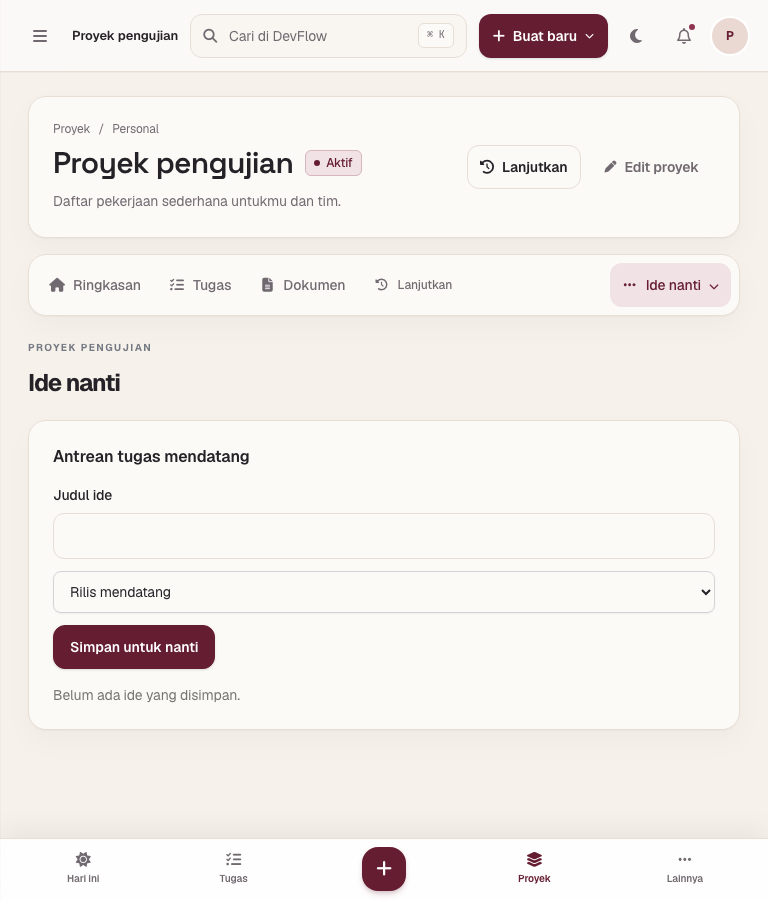 Proyek pengujian
Cari di DevFlow
⌘ K
Buat baru
P
Proyek / Personal
Proyek pengujian
Aktif
Lanjutkan
Edit proyek
Daftar pekerjaan sederhana untukmu dan tim.
Ringkasan
Tugas
Dokumen
Lanjutkan
Ide nanti
PROYEK PENGUJIAN
Ide nanti
Antrean tugas mendatang
Judul ide
Rilis mendatang
Simpan untuk nanti
Belum ada ide yang disimpan.
Hari ini
Tugas
Proyek
Lainnya